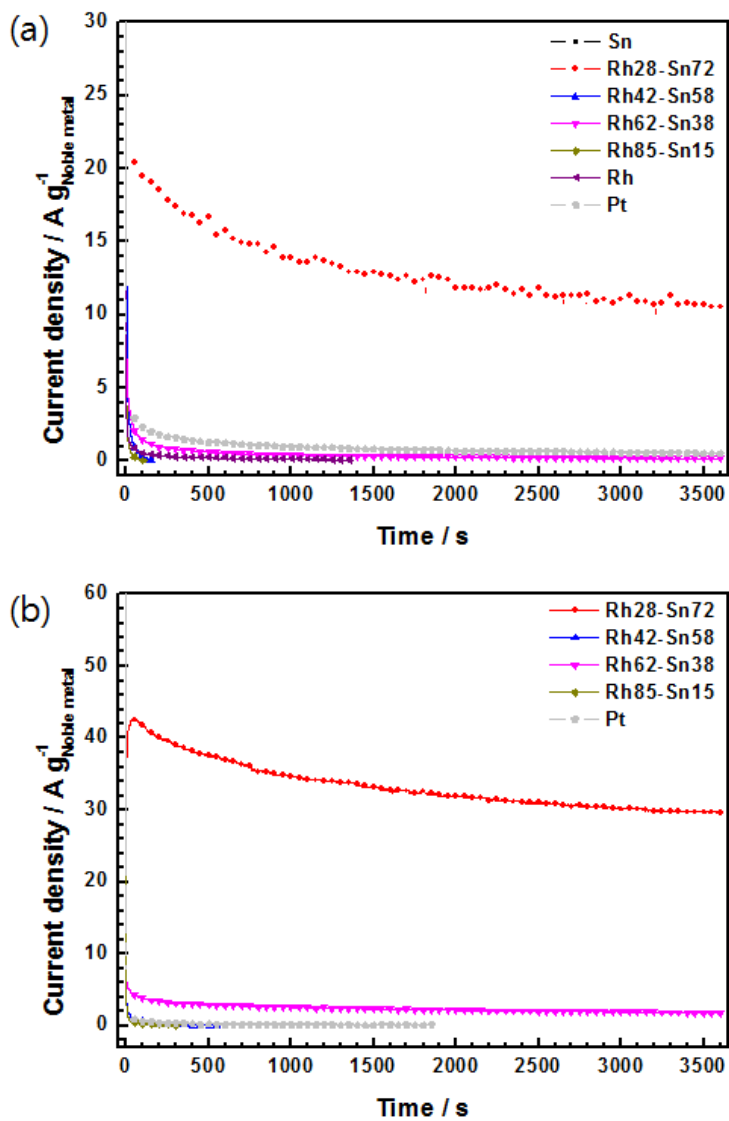 (a)
30
25
20
15
10
5
0
Current density / A g⁻¹Noble metal
Sn
Rh28-Sn72
Rh42-Sn58
Rh62-Sn38
Rh85-Sn15
Rh
Pt
0 500 1000 1500 2000 2500 3000 3500
Time / s
(b)
60
50
40
30
20
10
0
Current density / A g⁻¹Noble metal
Rh28-Sn72
Rh42-Sn58
Rh62-Sn38
Rh85-Sn15
Pt
0 500 1000 1500 2000 2500 3000 3500
Time / s